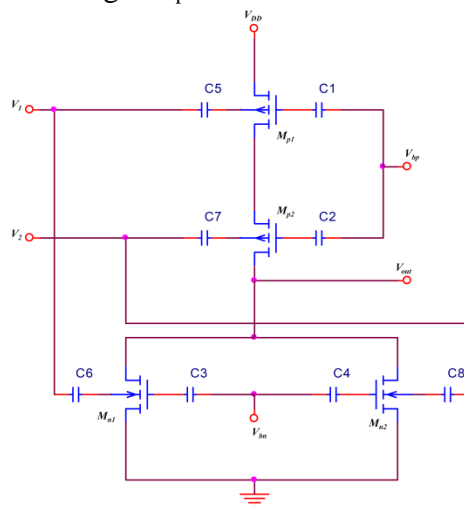 V_DD
C5
C1
V_1
M_p1
V_bp
M_p2
C7
C2
V_2
V_out
C6
C3
C4
C8
M_n1
V_bn
M_n2